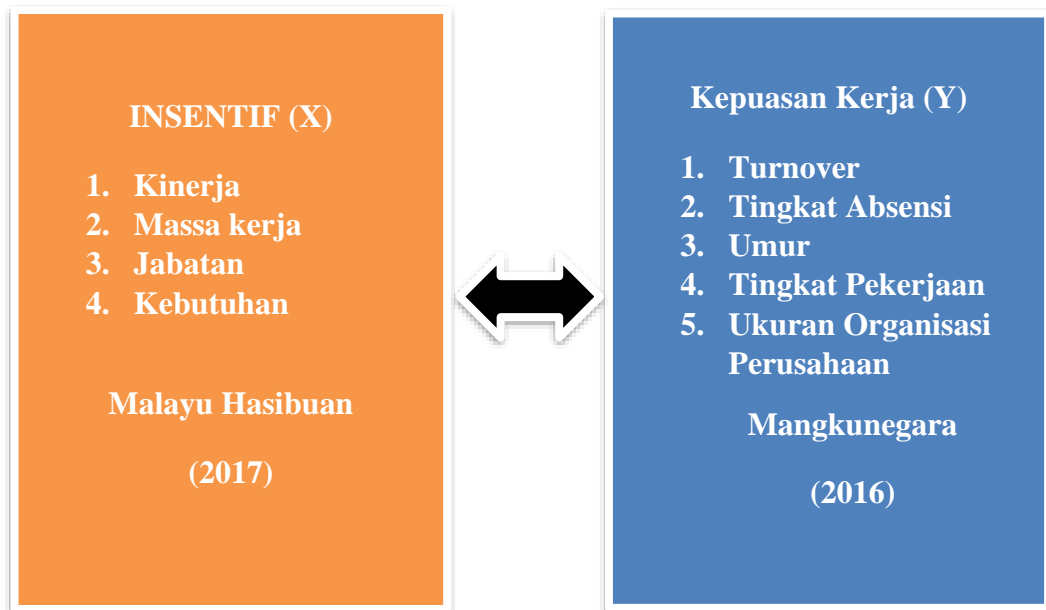 INSENTIF (X)
1. Kinerja
2. Massa kerja
3. Jabatan
4. Kebutuhan
Malayu Hasibuan
(2017)
Kepuasan Kerja (Y)
1. Turnover
2. Tingkat Absensi
3. Umur
4. Tingkat Pekerjaan
5. Ukuran Organisasi
Perusahaan
Mangkunegara
(2016)